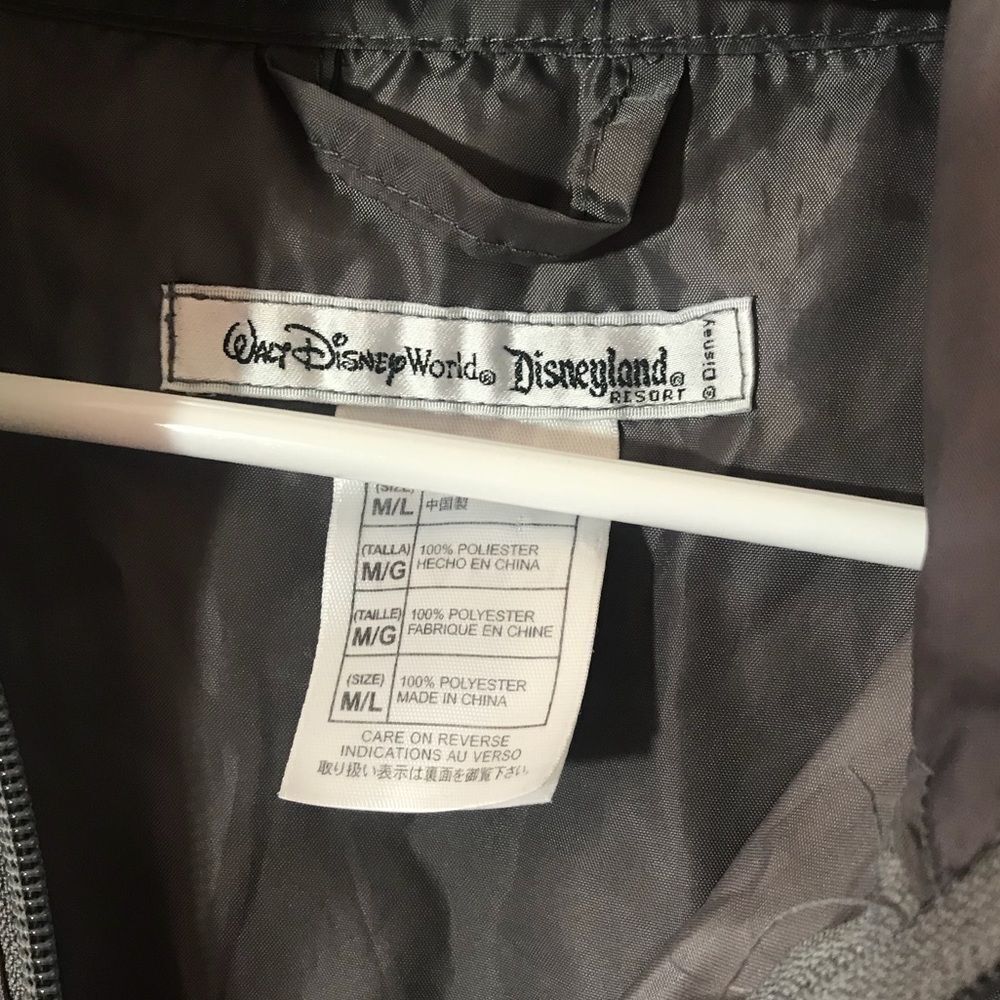 WALT DISNEY World® Disneyland® RESORT
© Disney
(SIZE)
M/L 中国製
(TALLA) 100% POLIESTER
M/G HECHO EN CHINA
(TAILLE) 100% POLYESTER
M/G FABRIQUE EN CHINE
(SIZE) 100% POLYESTER
M/L MADE IN CHINA
CARE ON REVERSE
INDICATIONS AU VERSO
取り扱い表示は裏面を御覧下さい。